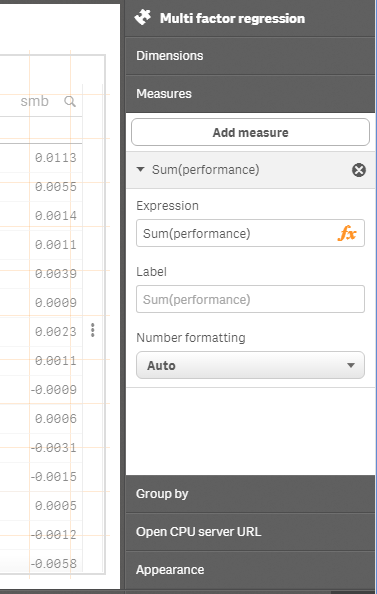 smb
0.0113
0.0055
0.0014
0.0011
0.0039
0.0009
0.0023
0.0011
-0.0009
0.0006
-0.0031
-0.0015
0.0005
-0.0012
-0.0058
Multi factor regression
Dimensions
Measures
Add measure
Sum(performance)
Expression
Sum(performance) fx
Label
Sum(performance)
Number formatting
Auto
Group by
Open CPU server URL
Appearance